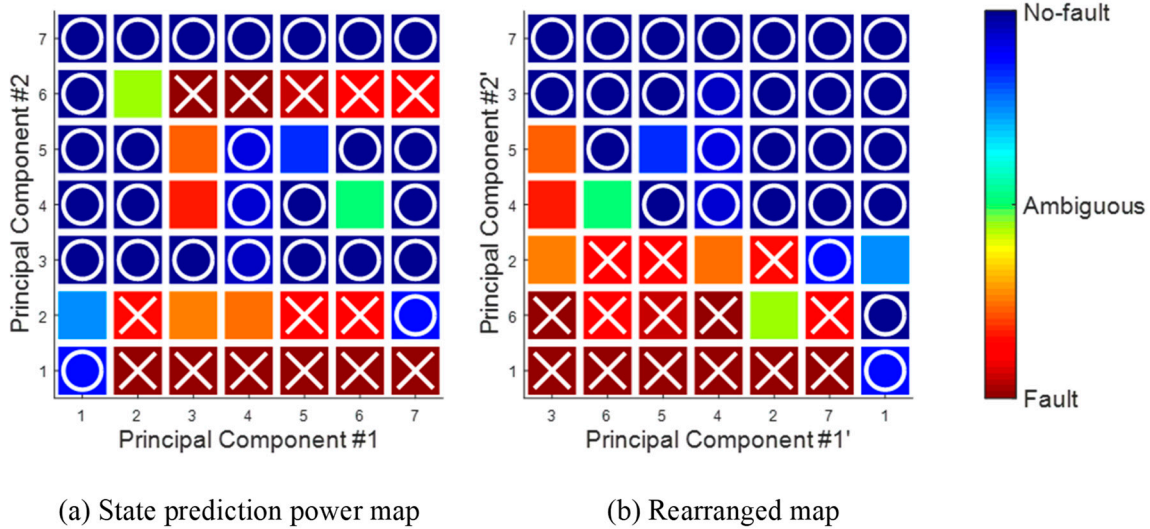 7
6
5
4
3
2
1
Principal Component #2
1 2 3 4 5 6 7
Principal Component #1
(a) State prediction power map
7
3
5
4
2
6
1
Principal Component #2'
3 6 5 4 2 7 1
Principal Component #1'
(b) Rearranged map
No-fault
Ambiguous
Fault